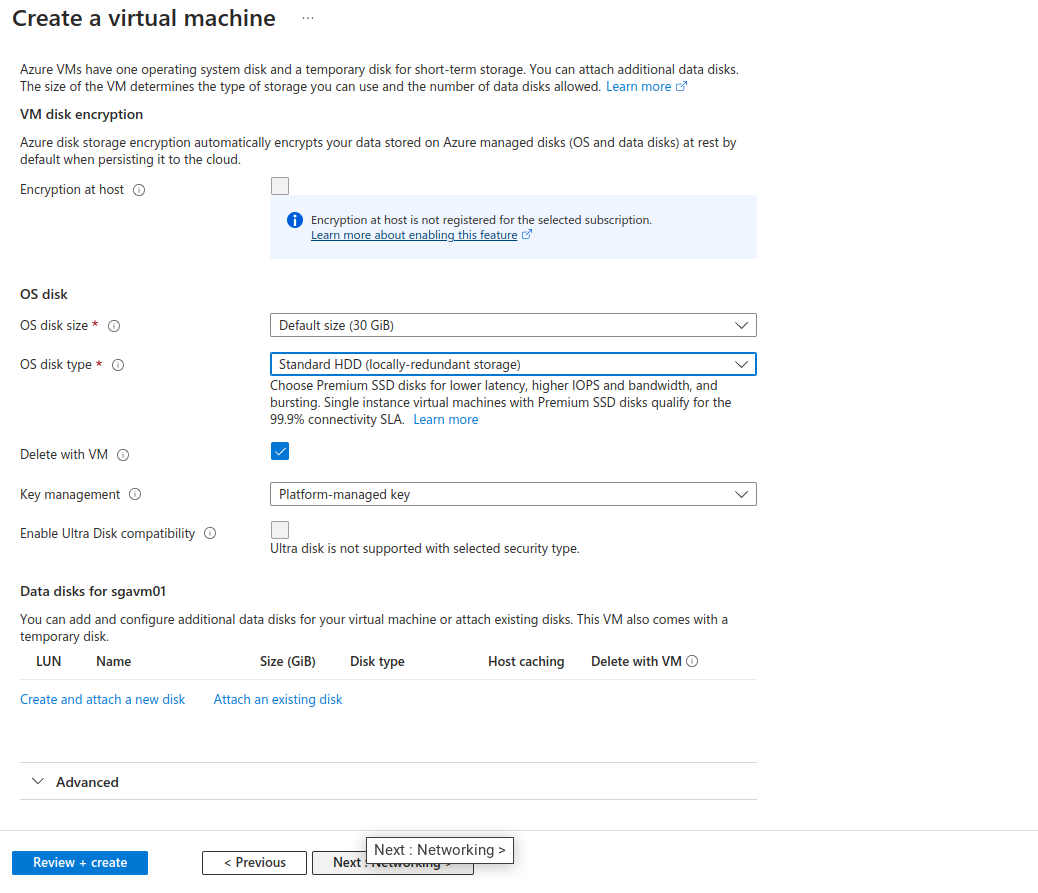 Create a virtual machine ...
Azure VMs have one operating system disk and a temporary disk for short-term storage. You can attach additional data disks.
The size of the VM determines the type of storage you can use and the number of data disks allowed. Learn more
VM disk encryption
Azure disk storage encryption automatically encrypts your data stored on Azure managed disks (OS and data disks) at rest by
default when persisting it to the cloud.
Encryption at host
Encryption at host is not registered for the selected subscription.
Learn more about enabling this feature
OS disk
OS disk size *
Default size (30 GiB)
OS disk type *
Standard HDD (locally-redundant storage)
Choose Premium SSD disks for lower latency, higher IOPS and bandwidth, and
bursting. Single instance virtual machines with Premium SSD disks qualify for the
99.9% connectivity SLA. Learn more
Delete with VM
Key management
Platform-managed key
Enable Ultra Disk compatibility
Ultra disk is not supported with selected security type.
Data disks for sgavm01
You can add and configure additional data disks for your virtual machine or attach existing disks. This VM also comes with a
temporary disk.
LUN Name Size (GiB) Disk type Host caching Delete with VM
Create and attach a new disk Attach an existing disk
Advanced
Next : Networking >
Review + create < Previous Next : Networking >